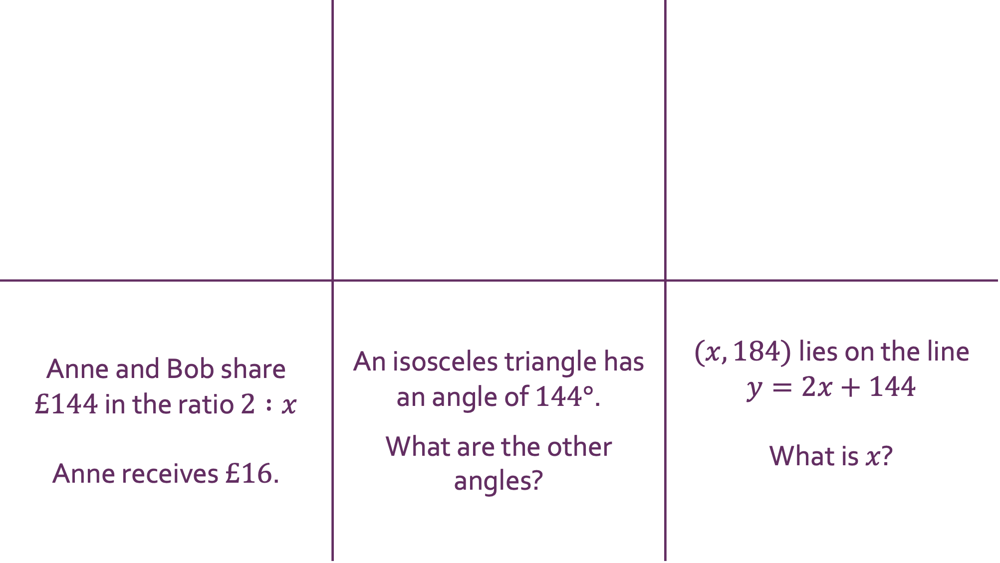 Anne and Bob share
£144 in the ratio 2 : x
Anne receives £16.
An isosceles triangle has
an angle of 144°.
What are the other
angles?
(x, 184) lies on the line
y = 2x + 144
What is x?